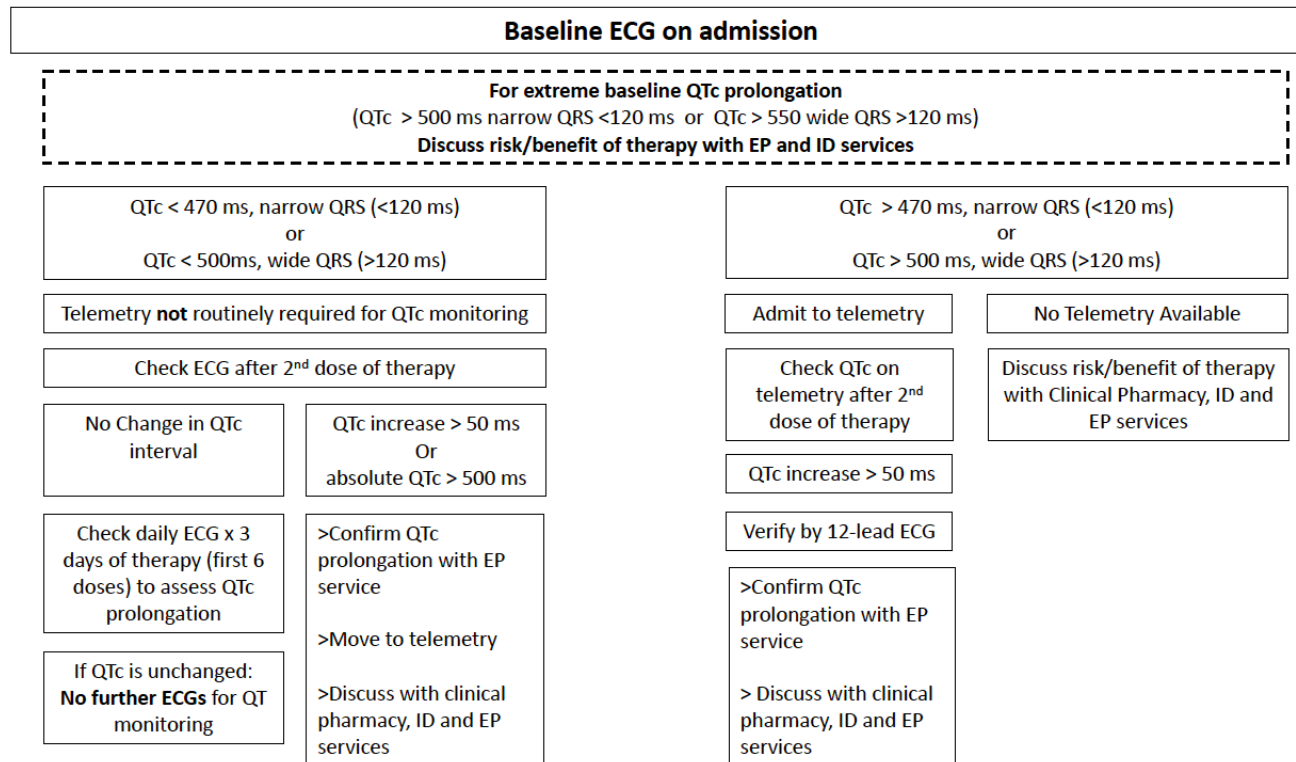 Baseline ECG on admission
For extreme baseline QTc prolongation
(QTc > 500 ms narrow QRS <120 ms or QTc > 550 wide QRS >120 ms)
Discuss risk/benefit of therapy with EP and ID services
QTc < 470 ms, narrow QRS (<120 ms)
or
QTc < 500ms, wide QRS (>120 ms)
Telemetry not routinely required for QTc monitoring
Check ECG after 2nd dose of therapy
No Change in QTc
interval
Check daily ECG x 3
days of therapy (first 6
doses) to assess QTc
prolongation
If QTc is unchanged:
No further ECGs for QT
monitoring
QTc increase > 50 ms
Or
absolute QTc > 500 ms
>Confirm QTc
prolongation with EP
service
>Move to telemetry
>Discuss with clinical
pharmacy, ID and EP
services
QTc > 470 ms, narrow QRS (<120 ms)
or
QTc > 500 ms, wide QRS (>120 ms)
Admit to telemetry
Check QTc on
telemetry after 2nd
dose of therapy
QTc increase > 50 ms
Verify by 12-lead ECG
>Confirm QTc
prolongation with EP
service
> Discuss with clinical
pharmacy, ID and EP
services
No Telemetry Available
Discuss risk/benefit of therapy
with Clinical Pharmacy, ID and
EP services